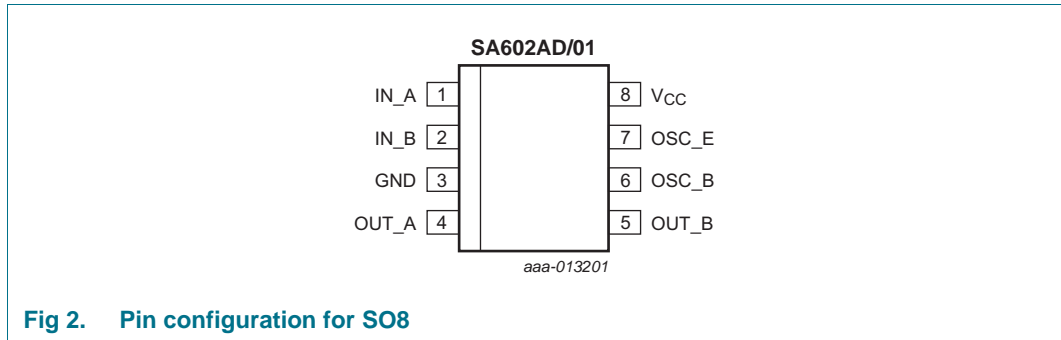 SA602AD/01
IN_A 1 8 VCC
IN_B 2 7 OSC_E
GND 3 6 OSC_B
OUT_A 4 5 OUT_B
aaa-013201
Fig 2. Pin configuration for SO8